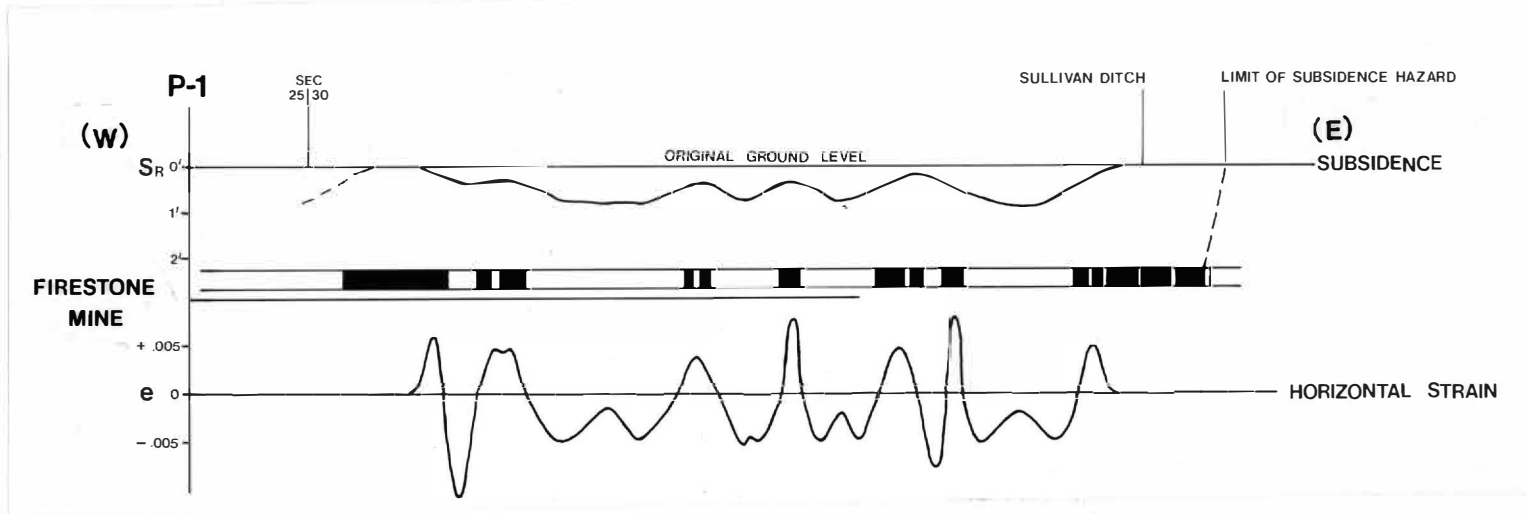 P-1
SEC
25|30
SULLIVAN DITCH
LIMIT OF SUBSIDENCE HAZARD
(W)
(E)
SR 0'
ORIGINAL GROUND LEVEL
SUBSIDENCE
1'
2'
FIRESTONE
MINE
+ .005
e 0
HORIZONTAL STRAIN
- .005